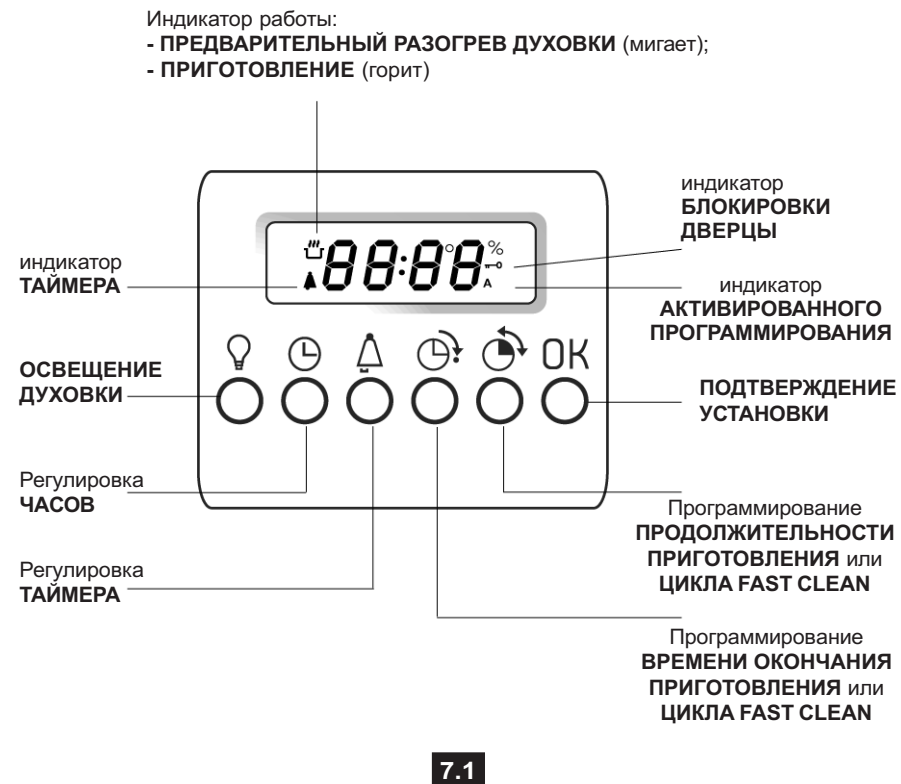 Индикатор работы:
- ПРЕДВАРИТЕЛЬНЫЙ РАЗОГРЕВ ДУХОВКИ (мигает);
- ПРИГОТОВЛЕНИЕ (горит)
индикатор
ТАЙМЕРА
88:88
°
%
A
индикатор
БЛОКИРОВКИ
ДВЕРЦЫ
индикатор
АКТИВИРОВАННОГО
ПРОГРАММИРОВАНИЯ
ОСВЕЩЕНИЕ
ДУХОВКИ
OK
ПОДТВЕРЖДЕНИЕ
УСТАНОВКИ
Регулировка
ЧАСОВ
Регулировка
ТАЙМЕРА
Программирование
ПРОДОЛЖИТЕЛЬНОСТИ
ПРИГОТОВЛЕНИЯ или
ЦИКЛА FAST CLEAN
Программирование
ВРЕМЕНИ ОКОНЧАНИЯ
ПРИГОТОВЛЕНИЯ или
ЦИКЛА FAST CLEAN
7.1